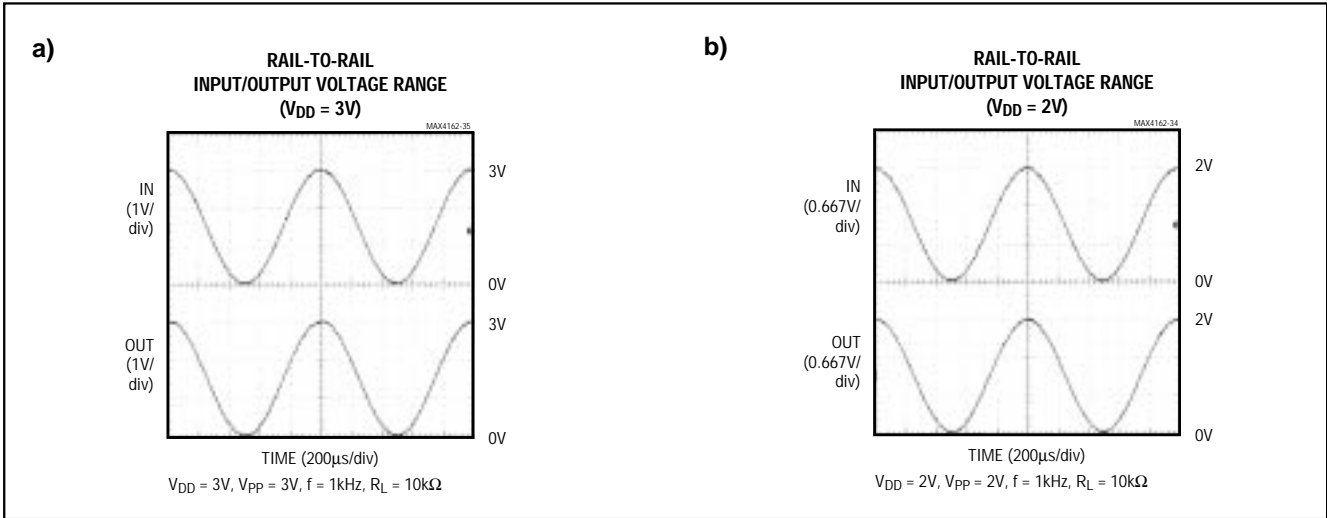 a)
RAIL-TO-RAIL
INPUT/OUTPUT VOLTAGE RANGE
(VDD = 3V)
MAX4162-35
IN
(1V/
div)
3V
0V
OUT
(1V/
div)
3V
0V
TIME (200μs/div)
VDD = 3V, VPP = 3V, f = 1kHz, RL = 10kΩ
b)
RAIL-TO-RAIL
INPUT/OUTPUT VOLTAGE RANGE
(VDD = 2V)
MAX4162-34
IN
(0.667V/
div)
2V
0V
OUT
(0.667V/
div)
2V
0V
TIME (200μs/div)
VDD = 2V, VPP = 2V, f = 1kHz, RL = 10kΩ